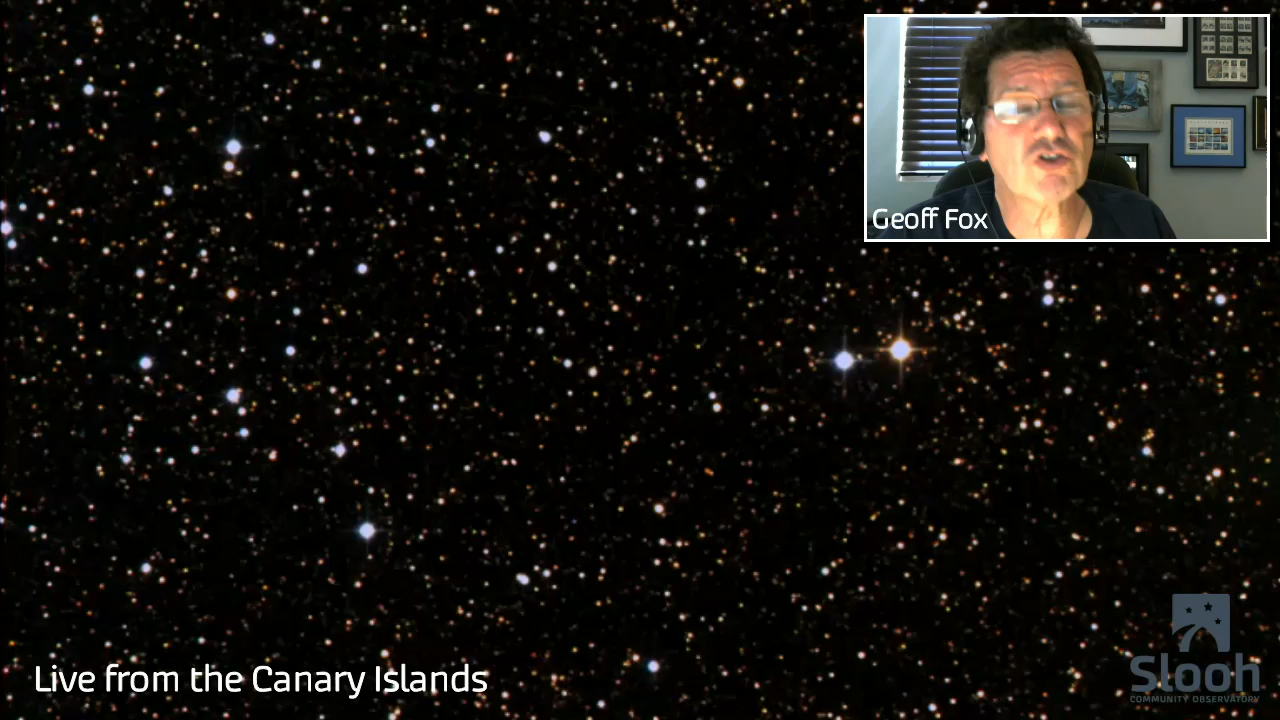 Geoff Fox
Live from the Canary Islands
Slooh
COMMUNITY OBSERVATORY